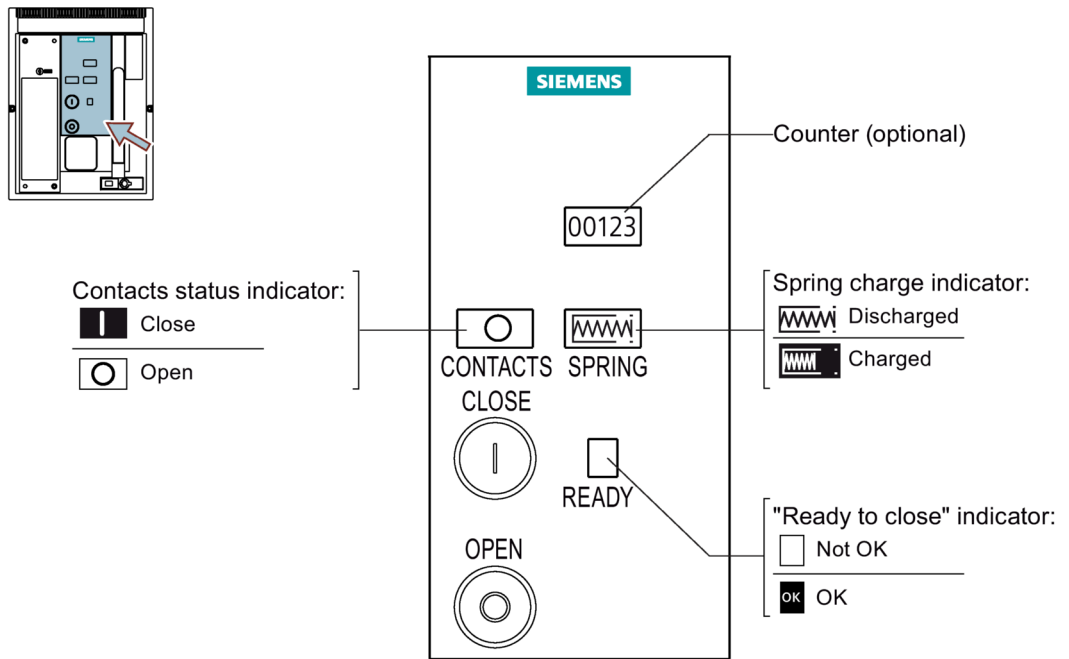 SIEMENS
Counter (optional)
00123
Contacts status indicator:
Close
Open
Spring charge indicator:
Discharged
Charged
CONTACTS
SPRING
CLOSE
READY
"Ready to close" indicator:
Not OK
OK OK
OPEN